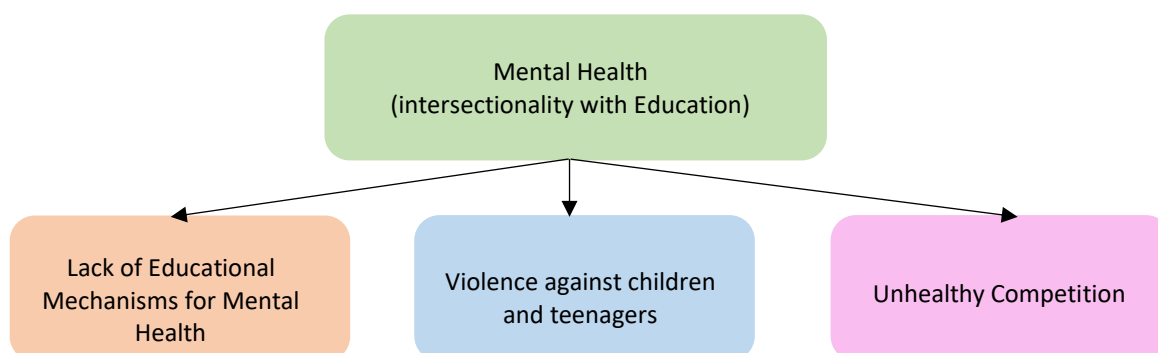 Mental Health
(intersectionality with Education)
Lack of Educational
Mechanisms for Mental
Health
Violence against children
and teenagers
Unhealthy Competition